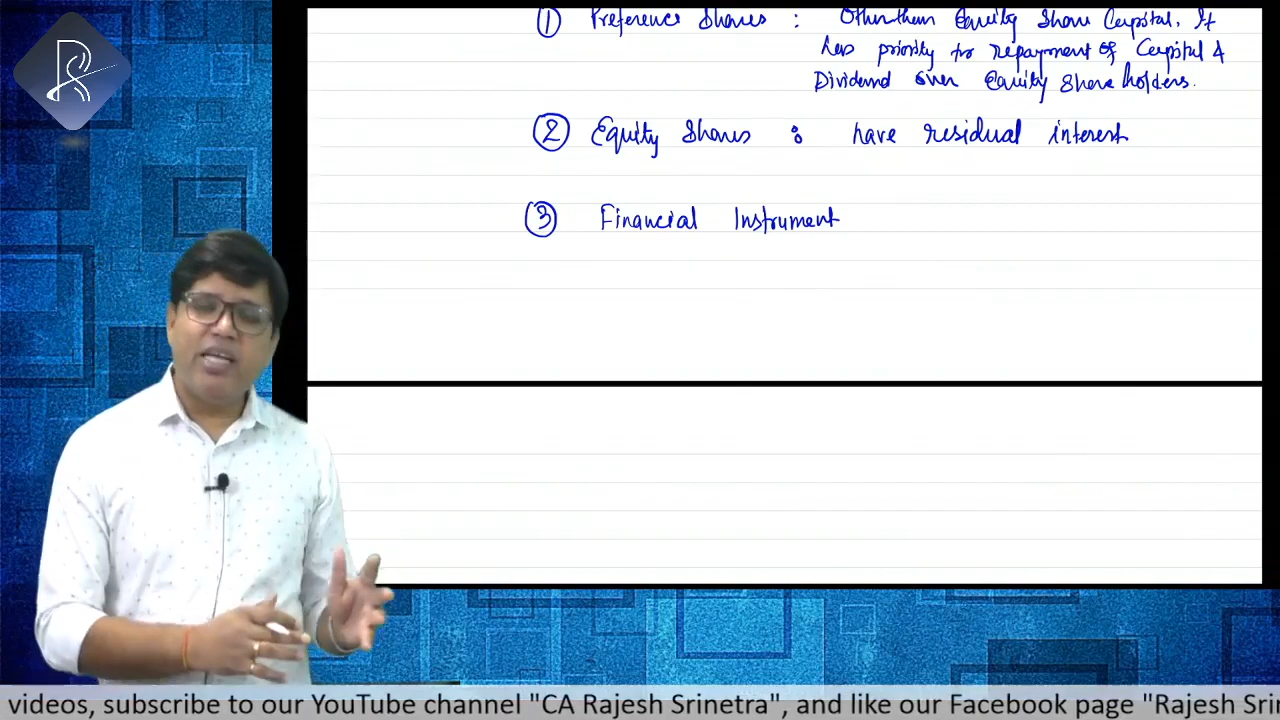 ① Preference Shares : Other than Equity Share Capital. It
has priority for repayment of Capital &
Dividend over Equity Shareholders.
② Equity Shares : have residual interest
③ Financial Instrument
RS
videos, subscribe to our YouTube channel "CA Rajesh Srinetra", and like our Facebook page "Rajesh Sri